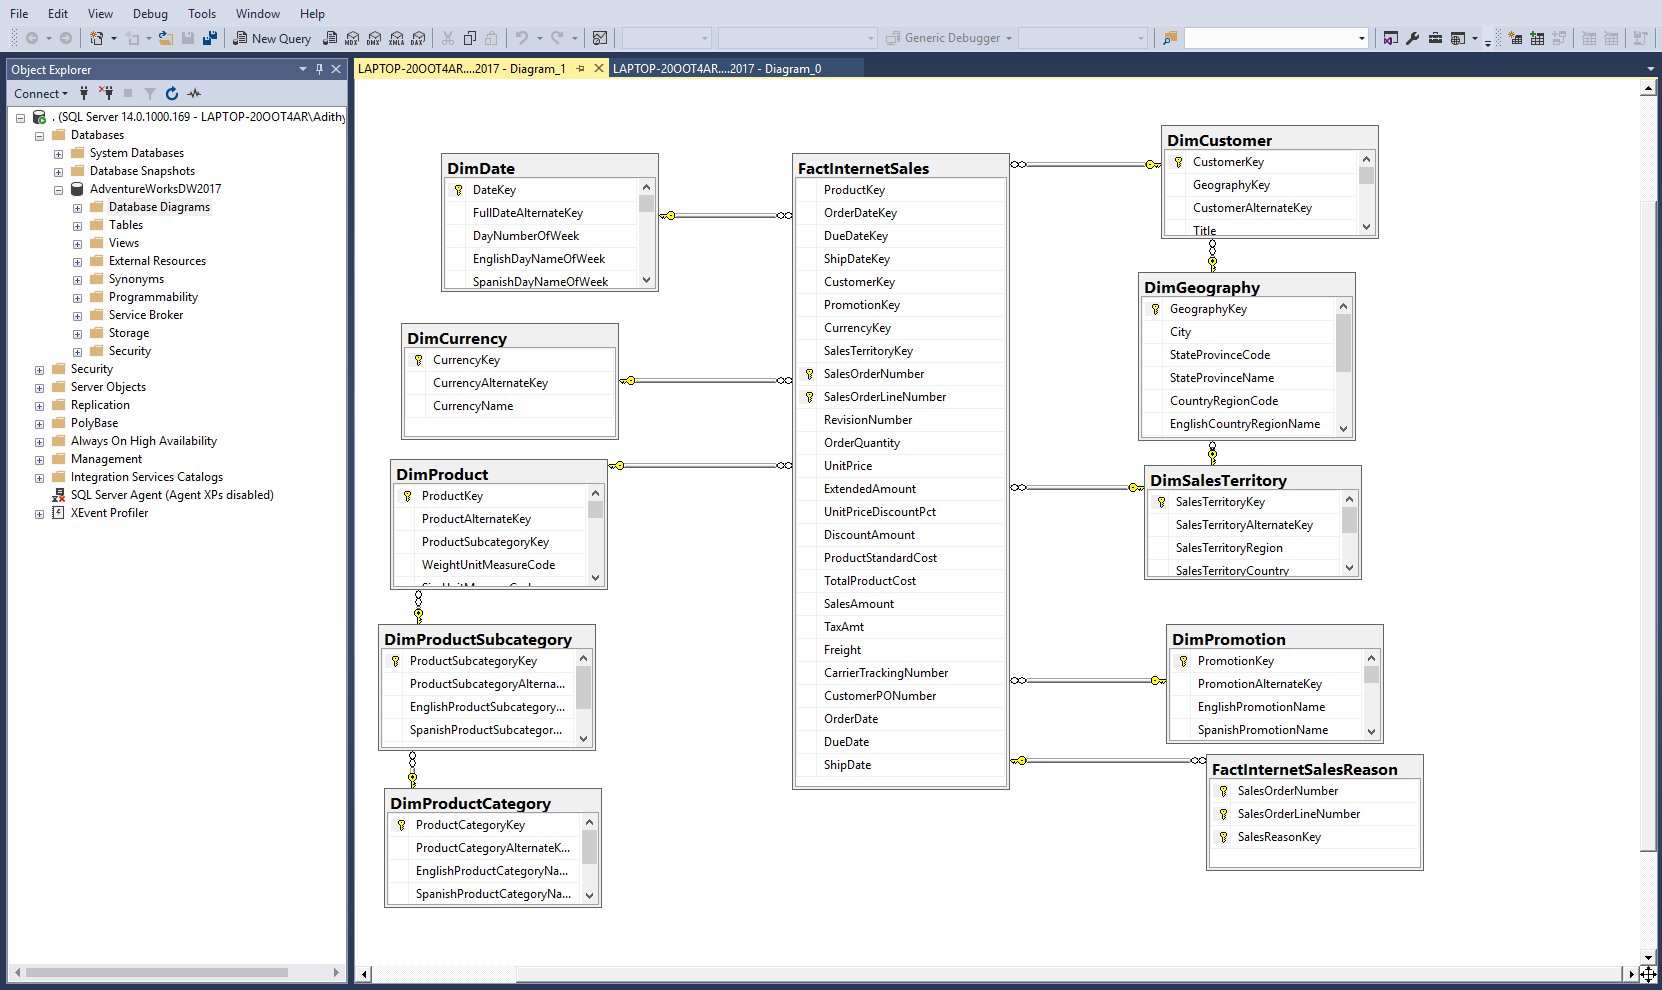 File Edit View Debug Tools Window Help
New Query MDX DMX XMLA DAX Generic Debugger
Object Explorer
Connect
. (SQL Server 14.0.1000.169 - LAPTOP-20OOT4AR\Adithy
Databases
System Databases
Database Snapshots
AdventureWorksDW2017
Database Diagrams
Tables
Views
External Resources
Synonyms
Programmability
Service Broker
Storage
Security
Security
Server Objects
Replication
PolyBase
Always On High Availability
Management
Integration Services Catalogs
SQL Server Agent (Agent XPs disabled)
XEvent Profiler
LAPTOP-20OOT4AR....2017 - Diagram_1
LAPTOP-20OOT4AR....2017 - Diagram_0
DimDate
DateKey
FullDateAlternateKey
DayNumberOfWeek
EnglishDayNameOfWeek
SpanishDayNameOfWeek
DimCurrency
CurrencyKey
CurrencyAlternateKey
CurrencyName
DimProduct
ProductKey
ProductAlternateKey
ProductSubcategoryKey
WeightUnitMeasureCode
DimProductSubcategory
ProductSubcategoryKey
ProductSubcategoryAlterna...
EnglishProductSubcategory...
SpanishProductSubcategor...
DimProductCategory
ProductCategoryKey
ProductCategoryAlternateK...
EnglishProductCategoryNa...
SpanishProductCategoryNa...
FactInternetSales
ProductKey
OrderDateKey
DueDateKey
ShipDateKey
CustomerKey
PromotionKey
CurrencyKey
SalesTerritoryKey
SalesOrderNumber
SalesOrderLineNumber
RevisionNumber
OrderQuantity
UnitPrice
ExtendedAmount
UnitPriceDiscountPct
DiscountAmount
ProductStandardCost
TotalProductCost
SalesAmount
TaxAmt
Freight
CarrierTrackingNumber
CustomerPONumber
OrderDate
DueDate
ShipDate
DimCustomer
CustomerKey
GeographyKey
CustomerAlternateKey
Title
DimGeography
GeographyKey
City
StateProvinceCode
StateProvinceName
CountryRegionCode
EnglishCountryRegionName
DimSalesTerritory
SalesTerritoryKey
SalesTerritoryAlternateKey
SalesTerritoryRegion
SalesTerritoryCountry
DimPromotion
PromotionKey
PromotionAlternateKey
EnglishPromotionName
SpanishPromotionName
FactInternetSalesReason
SalesOrderNumber
SalesOrderLineNumber
SalesReasonKey